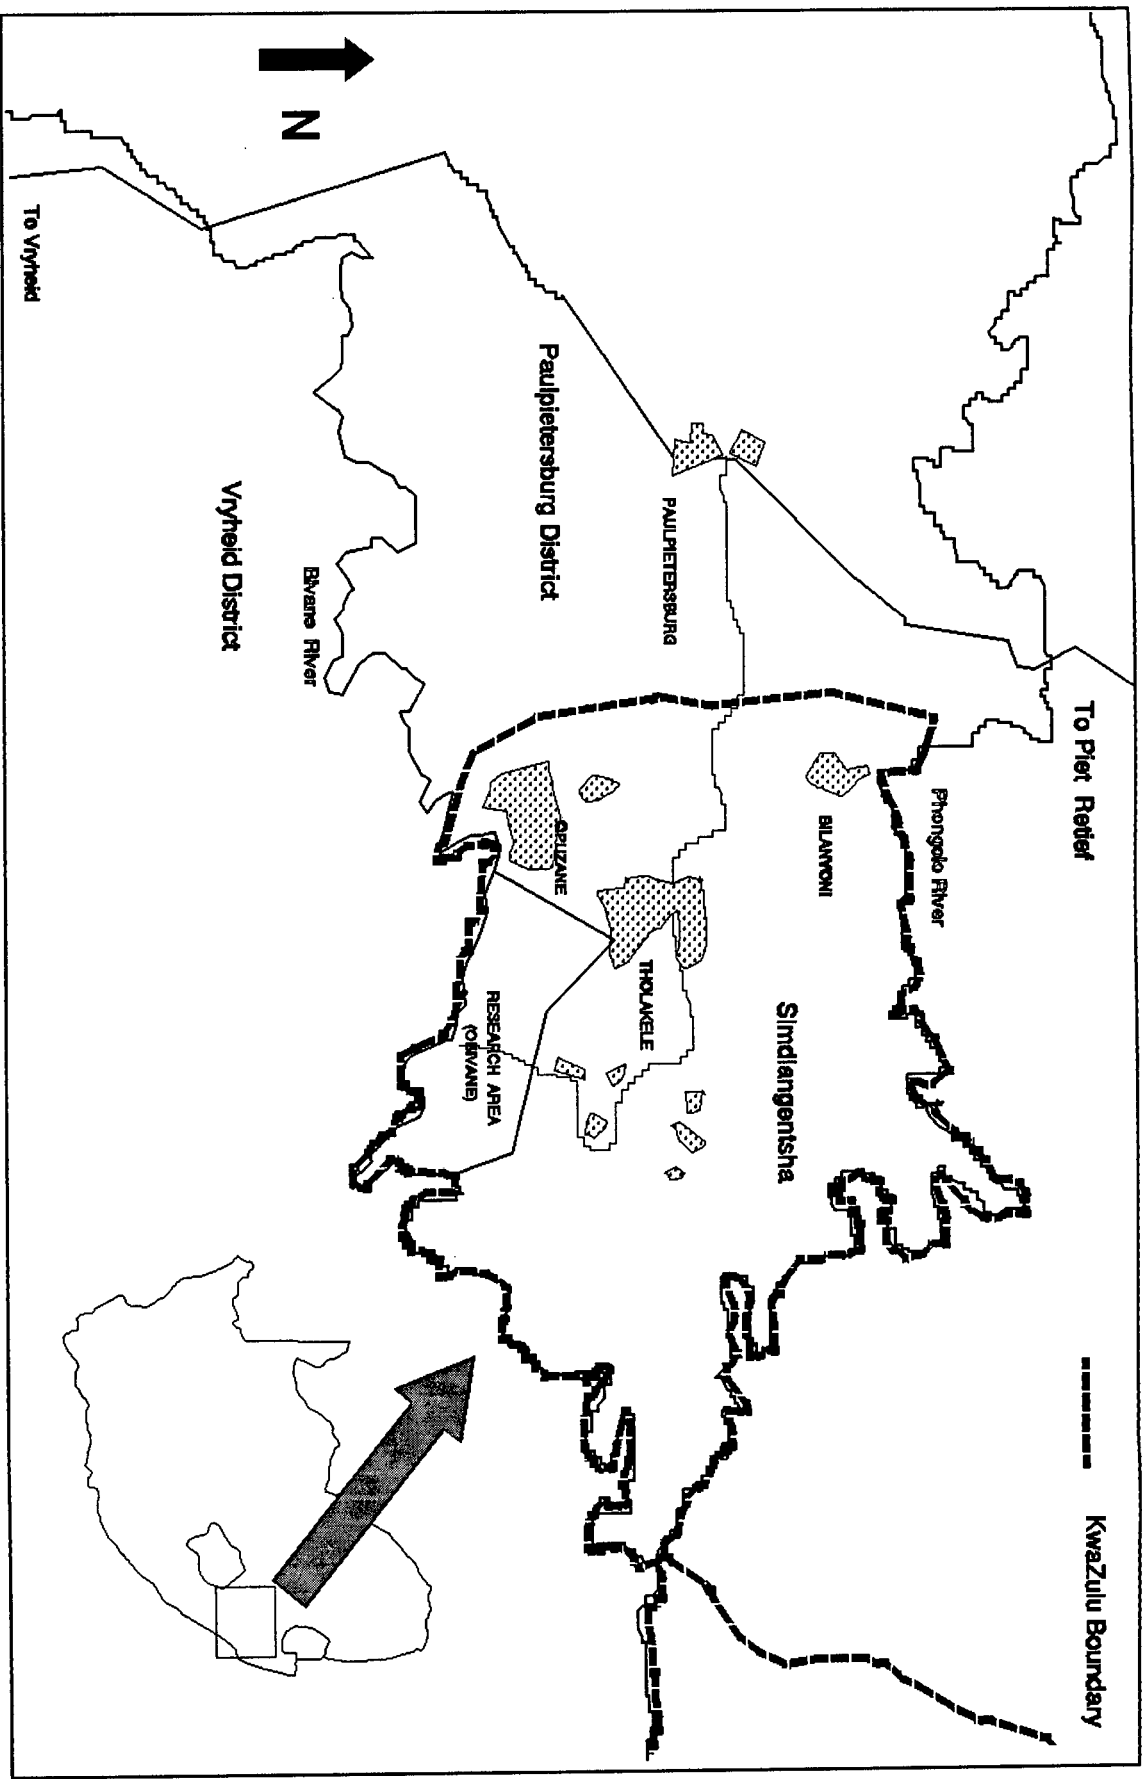 N
To Piet Retief
KwaZulu Boundary
Phongolo River
BILANYONI
Simdlangentsha
PAULPIETERSBURG
THOLAKELE
Paulpietersburg District
OPUZANE
RESEARCH AREA
(OBIVANE)
Bivane River
Vryheid District
To Vryheid